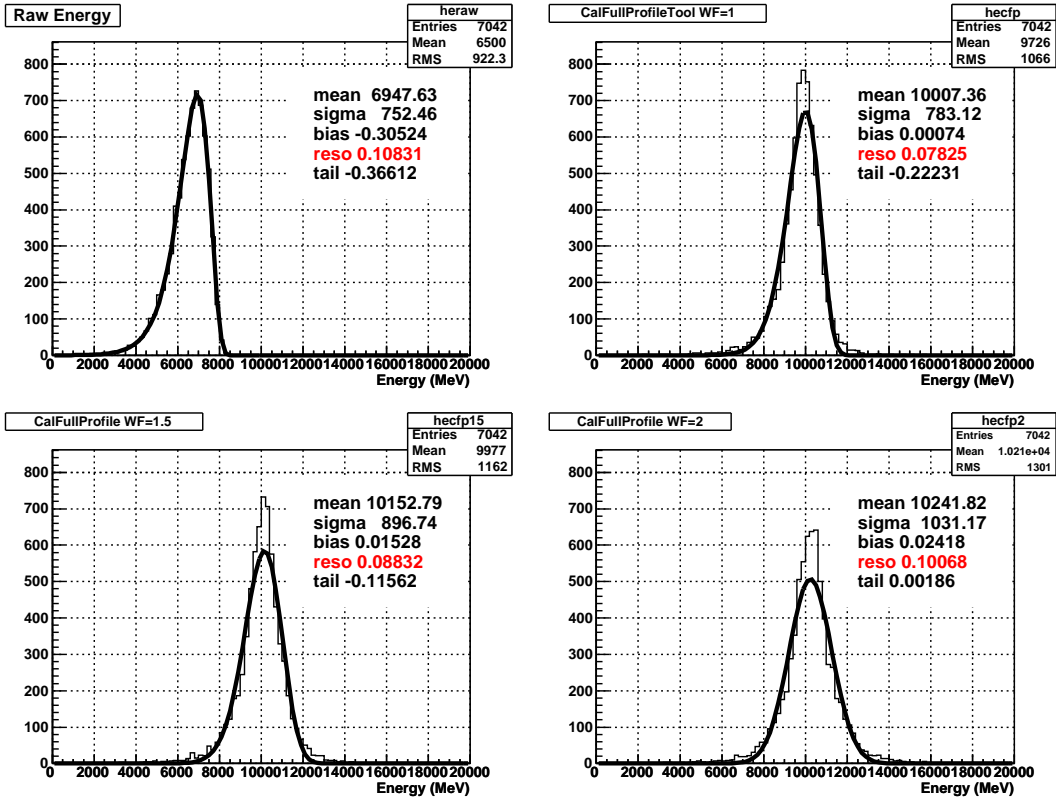 Raw Energy
heraw
Entries 7042
Mean 6500
RMS 922.3
mean 6947.63
sigma 752.46
bias -0.30524
reso 0.10831
tail -0.36612
800
700
600
500
400
300
200
100
0
0 2000 4000 6000 8000 10000 12000 14000 16000 18000 20000
Energy (MeV)
CalFullProfileTool WF=1
hecfp
Entries 7042
Mean 9726
RMS 1066
mean 10007.36
sigma 783.12
bias 0.00074
reso 0.07825
tail -0.22231
800
700
600
500
400
300
200
100
0
0 2000 4000 6000 8000 10000 12000 14000 16000 18000 20000
Energy (MeV)
CalFullProfile WF=1.5
hecfp15
Entries 7042
Mean 9977
RMS 1162
mean 10152.79
sigma 896.74
bias 0.01528
reso 0.08832
tail -0.11562
800
700
600
500
400
300
200
100
0
0 2000 4000 6000 8000 10000 12000 14000 16000 18000 20000
Energy (MeV)
CalFullProfile WF=2
hecfp2
Entries 7042
Mean 1.021e+04
RMS 1301
mean 10241.82
sigma 1031.17
bias 0.02418
reso 0.10068
tail 0.00186
800
700
600
500
400
300
200
100
0
0 2000 4000 6000 8000 10000 12000 14000 16000 18000 20000
Energy (MeV)